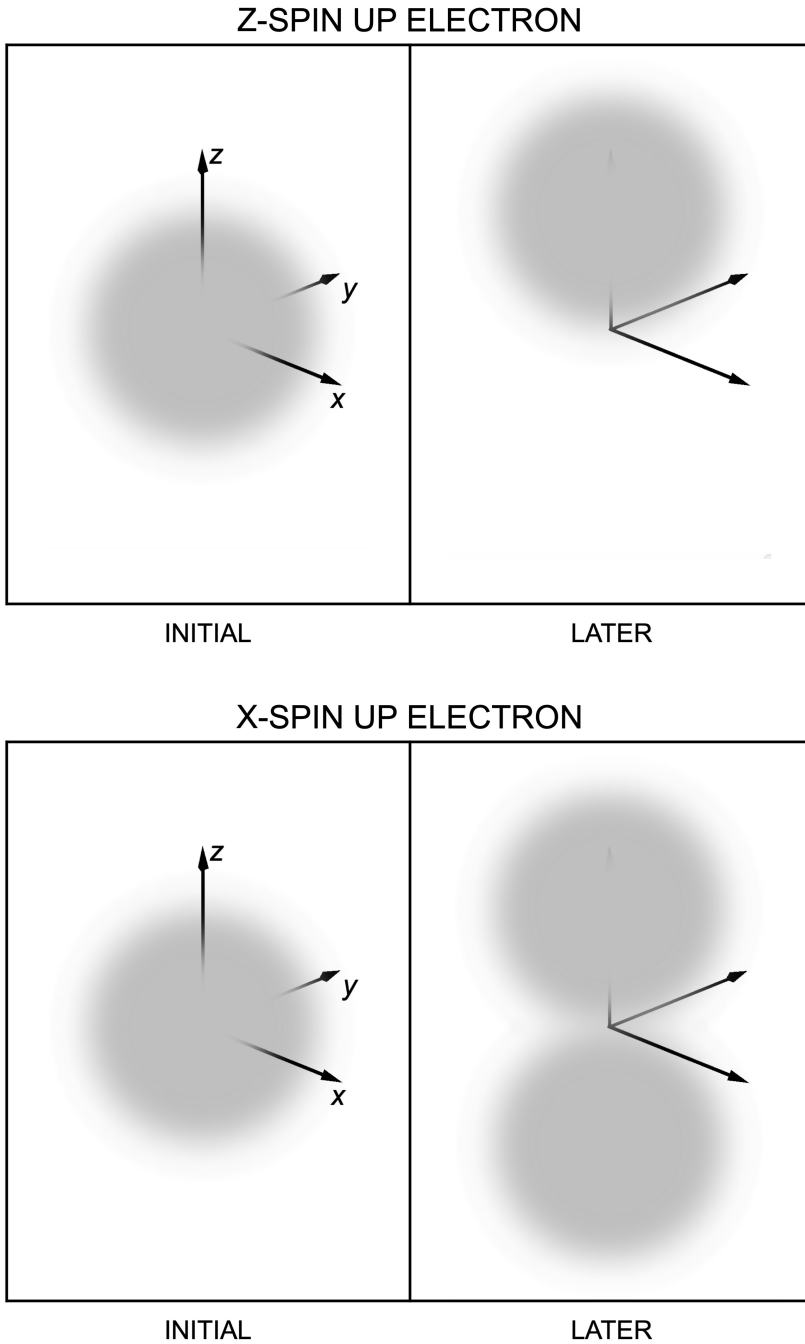 Z-SPIN UP ELECTRON
z
y
x
INITIAL LATER
X-SPIN UP ELECTRON
z
y
x
INITIAL LATER